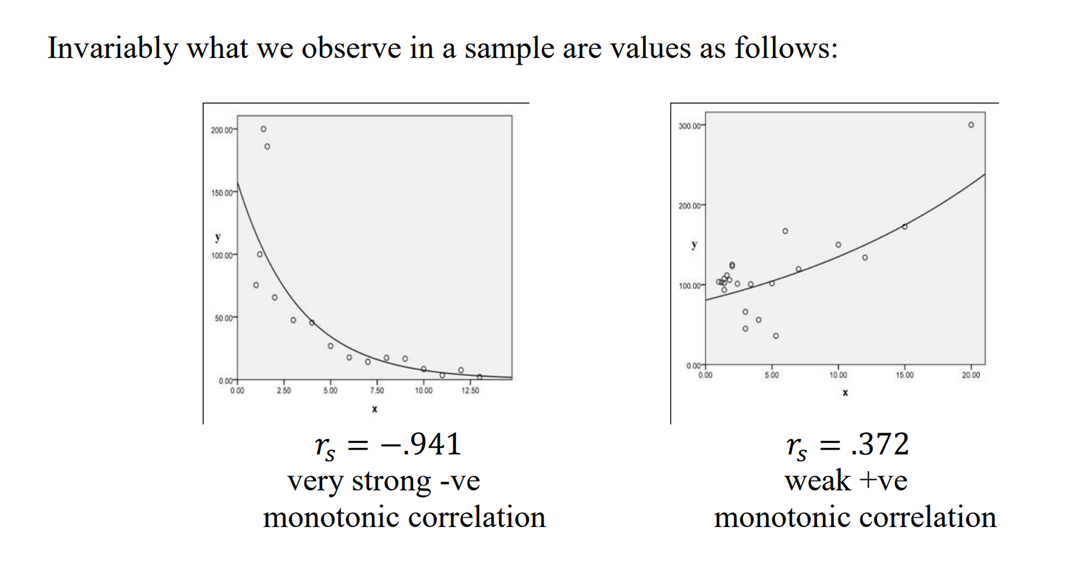 Invariably what we observe in a sample are values as follows:
200.00
150.00
y
100.00
50.00
0.00
0.00 2.50 5.00 7.50 10.00 12.50
x
300.00
200.00
y
100.00
0.00
0.00 5.00 10.00 15.00 20.00
x
rₛ = −.941
very strong -ve
monotonic correlation
rₛ = .372
weak +ve
monotonic correlation